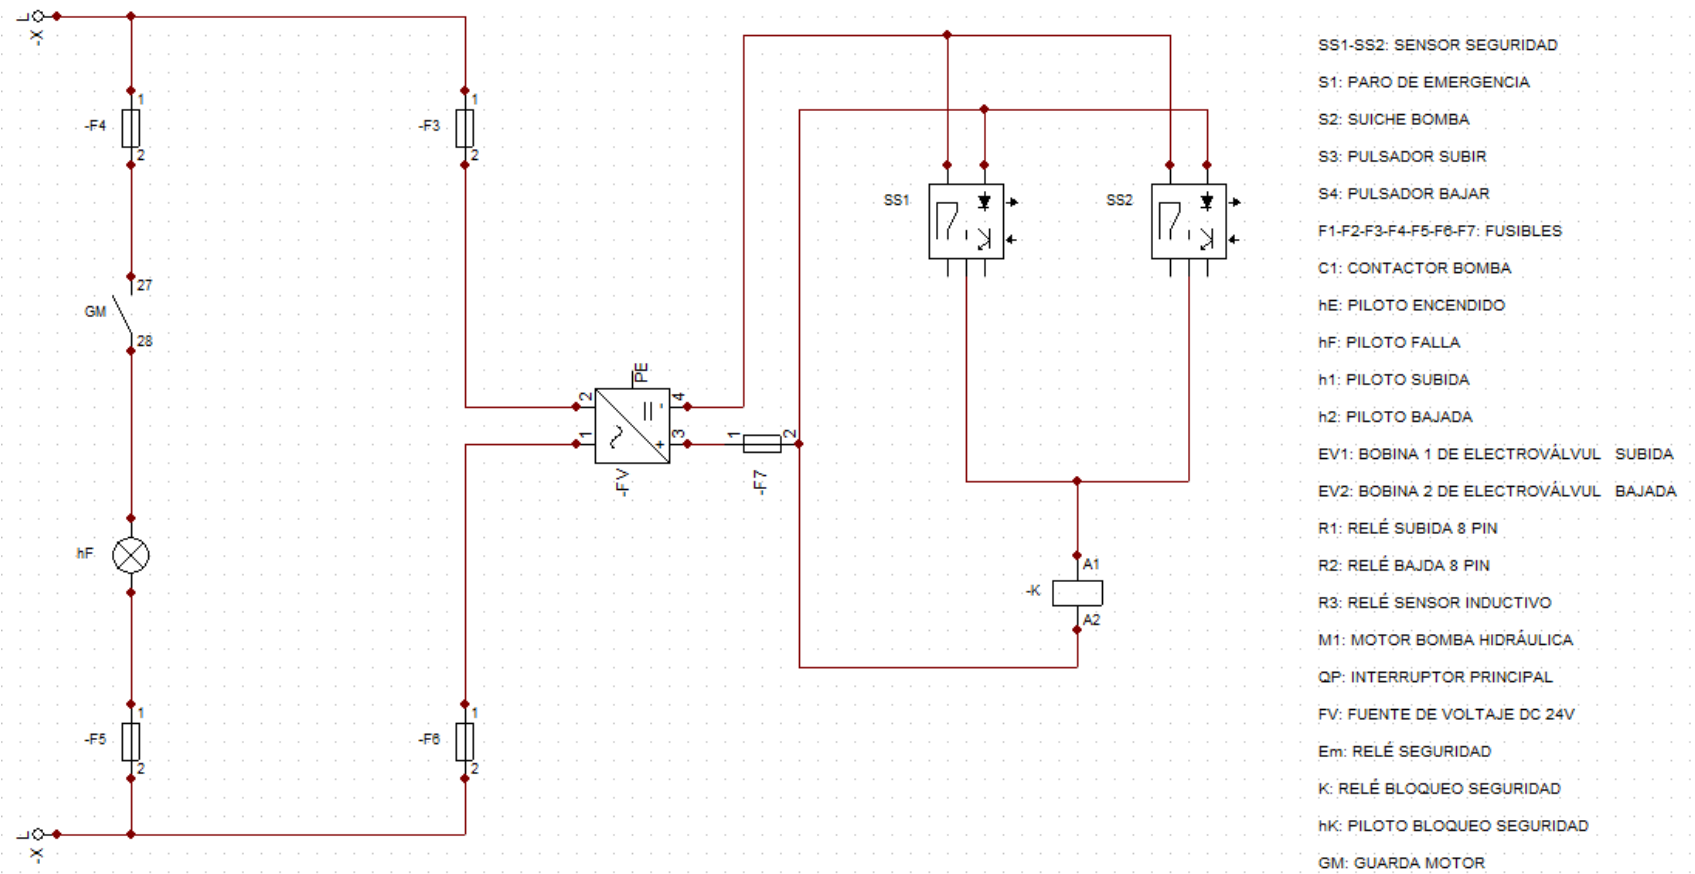 L
-X
1
-F4
2
1
-F3
2
27
GM
28
hF
1
-F5
2
1
-F6
2
L
-X
PE
2
4
-
1
3
+
-FV
1
2
-F7
SS1
SS2
A1
-K
A2
SS1-SS2: SENSOR SEGURIDAD
S1: PARO DE EMERGENCIA
S2: SUICHE BOMBA
S3: PULSADOR SUBIR
S4: PULSADOR BAJAR
F1-F2-F3-F4-F5-F6-F7: FUSIBLES
C1: CONTACTOR BOMBA
hE: PILOTO ENCENDIDO
hF: PILOTO FALLA
h1: PILOTO SUBIDA
h2: PILOTO BAJADA
EV1: BOBINA 1 DE ELECTROVÁLVUL SUBIDA
EV2: BOBINA 2 DE ELECTROVÁLVUL BAJADA
R1: RELÉ SUBIDA 8 PIN
R2: RELÉ BAJDA 8 PIN
R3: RELÉ SENSOR INDUCTIVO
M1: MOTOR BOMBA HIDRÁULICA
QP: INTERRUPTOR PRINCIPAL
FV: FUENTE DE VOLTAJE DC 24V
Em: RELÉ SEGURIDAD
K: RELÉ BLOQUEO SEGURIDAD
hK: PILOTO BLOQUEO SEGURIDAD
GM: GUARDA MOTOR